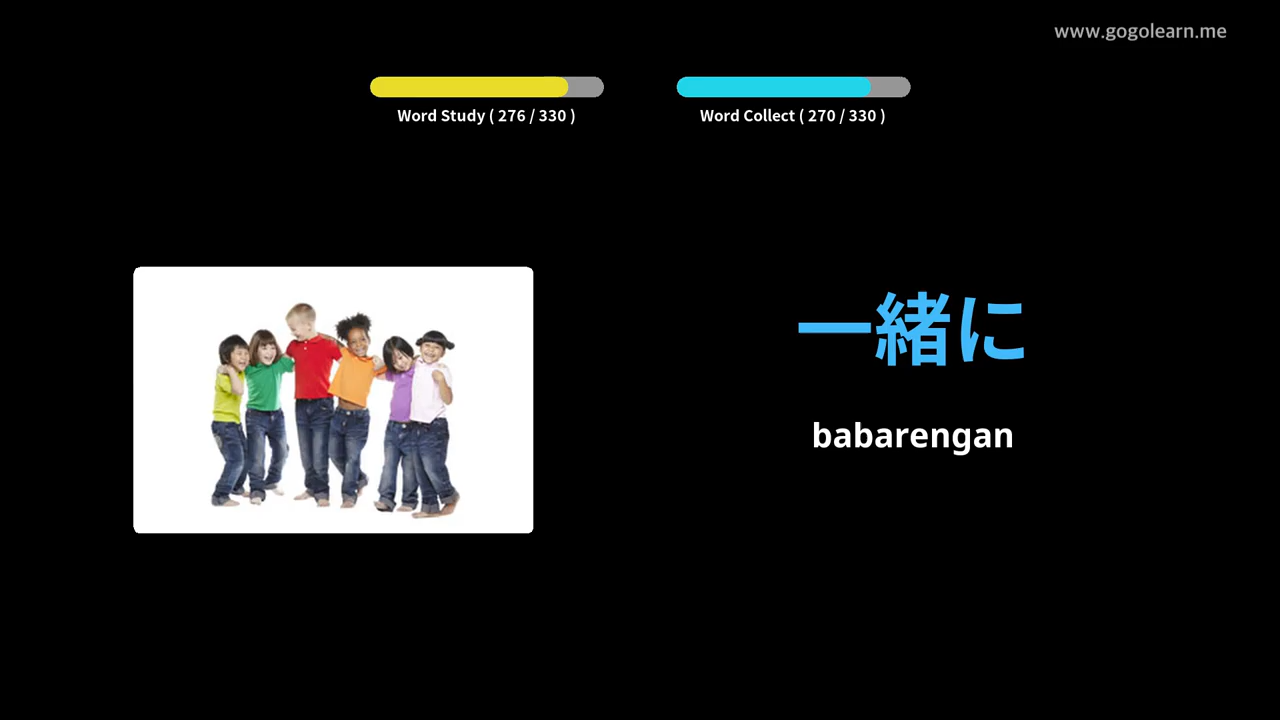 www.gogolearn.me
Word Study ( 276 / 330 )
Word Collect ( 270 / 330 )
一緒に
babarengan